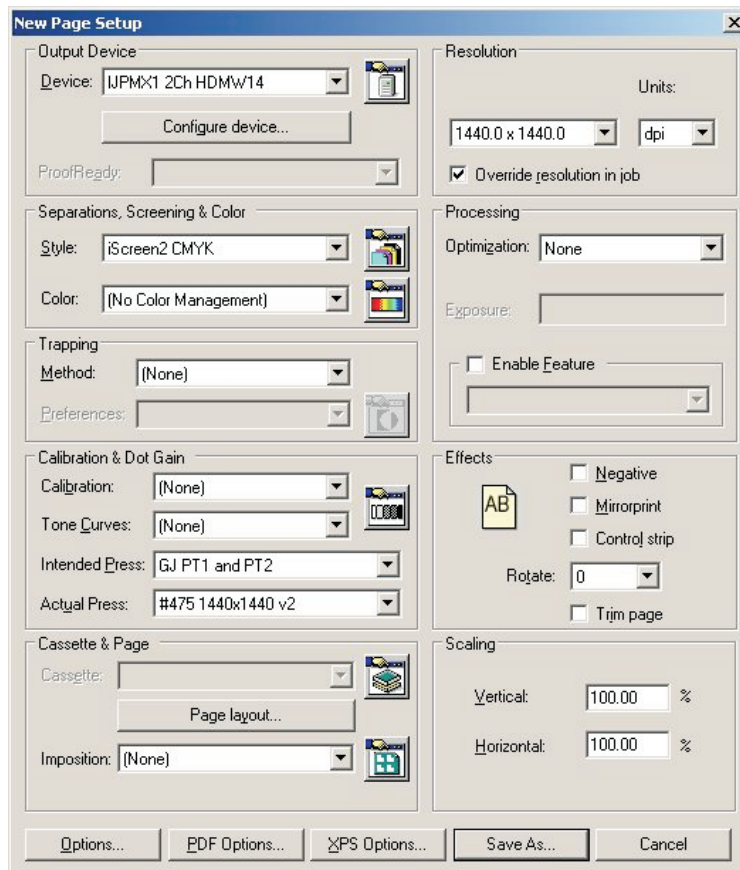 New Page Setup
Output Device
Device: IJPMX1 2Ch HDMW14
Configure device...
ProofReady:
Separations, Screening & Color
Style: iScreen2 CMYK
Color: (No Color Management)
Trapping
Method: (None)
Preferences:
Calibration & Dot Gain
Calibration: (None)
Tone Curves: (None)
Intended Press: GJ PT1 and PT2
Actual Press: #475 1440x1440 v2
Cassette & Page
Cassette:
Page layout...
Imposition: (None)
Resolution
Units:
1440.0 x 1440.0 dpi
Override resolution in job
Processing
Optimization: None
Exposure:
Enable Feature
Effects
AB
Negative
Mirrorprint
Control strip
Rotate: 0
Trim page
Scaling
Vertical: 100.00 %
Horizontal: 100.00 %
Options... PDF Options... XPS Options... Save As... Cancel